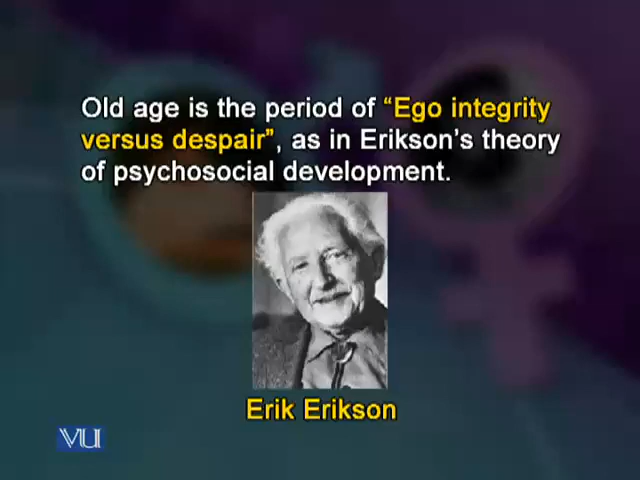 Old age is the period of “Ego integrity
versus despair”, as in Erikson’s theory
of psychosocial development.
Erik Erikson
VU